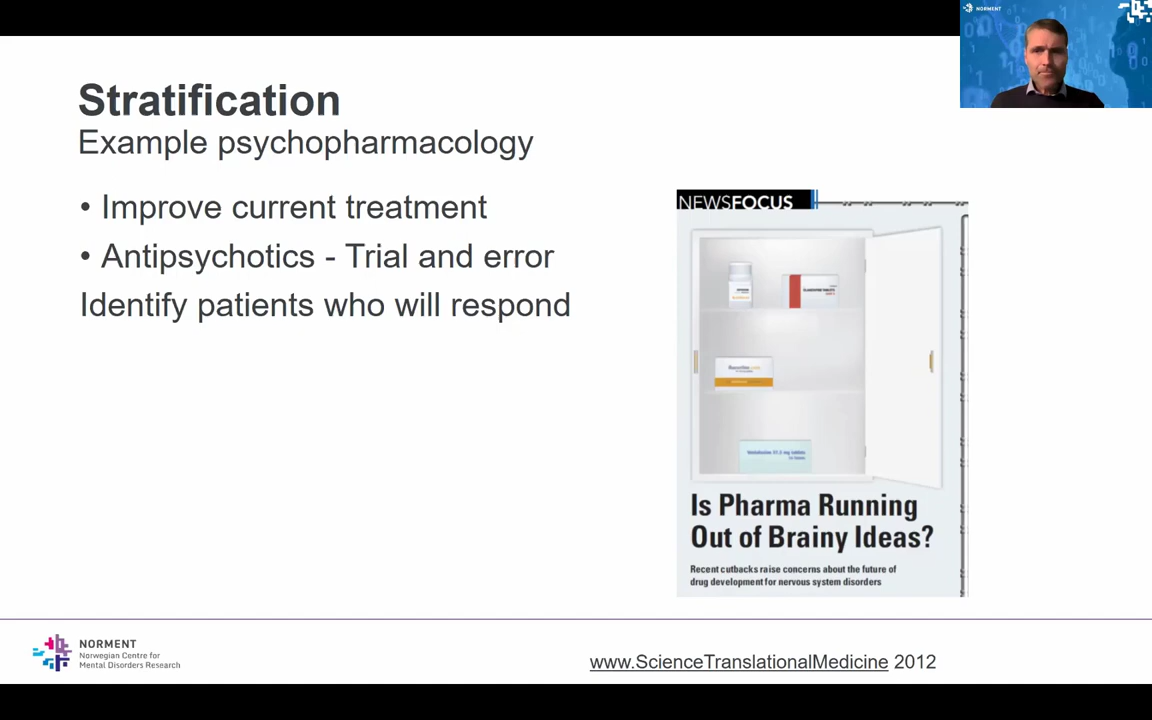 NORMENT
Stratification
Example psychopharmacology
• Improve current treatment
• Antipsychotics - Trial and error
Identify patients who will respond
NEWSFOCUS
Is Pharma Running
Out of Brainy Ideas?
Recent cutbacks raise concerns about the future of
drug development for nervous system disorders
NORMENT
Norwegian Centre for
Mental Disorders Research
www.ScienceTranslationalMedicine 2012